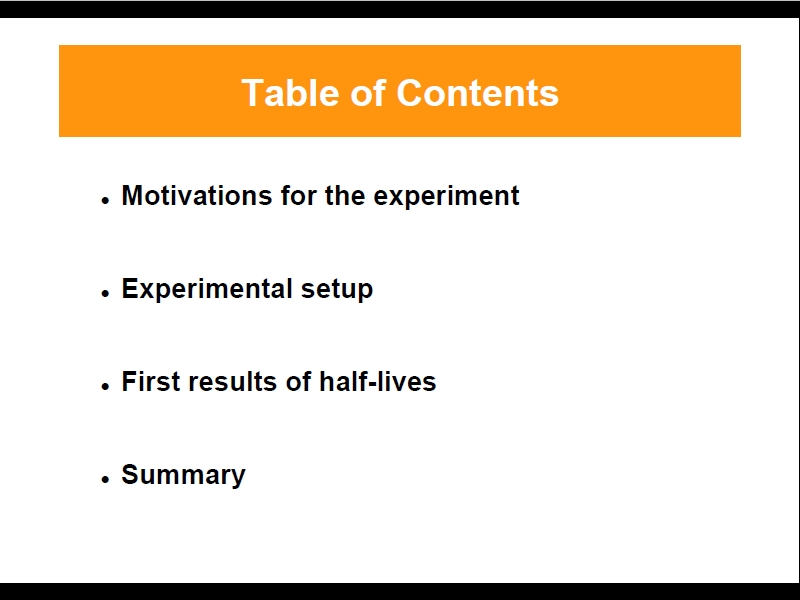 Table of Contents
• Motivations for the experiment
• Experimental setup
• First results of half-lives
• Summary